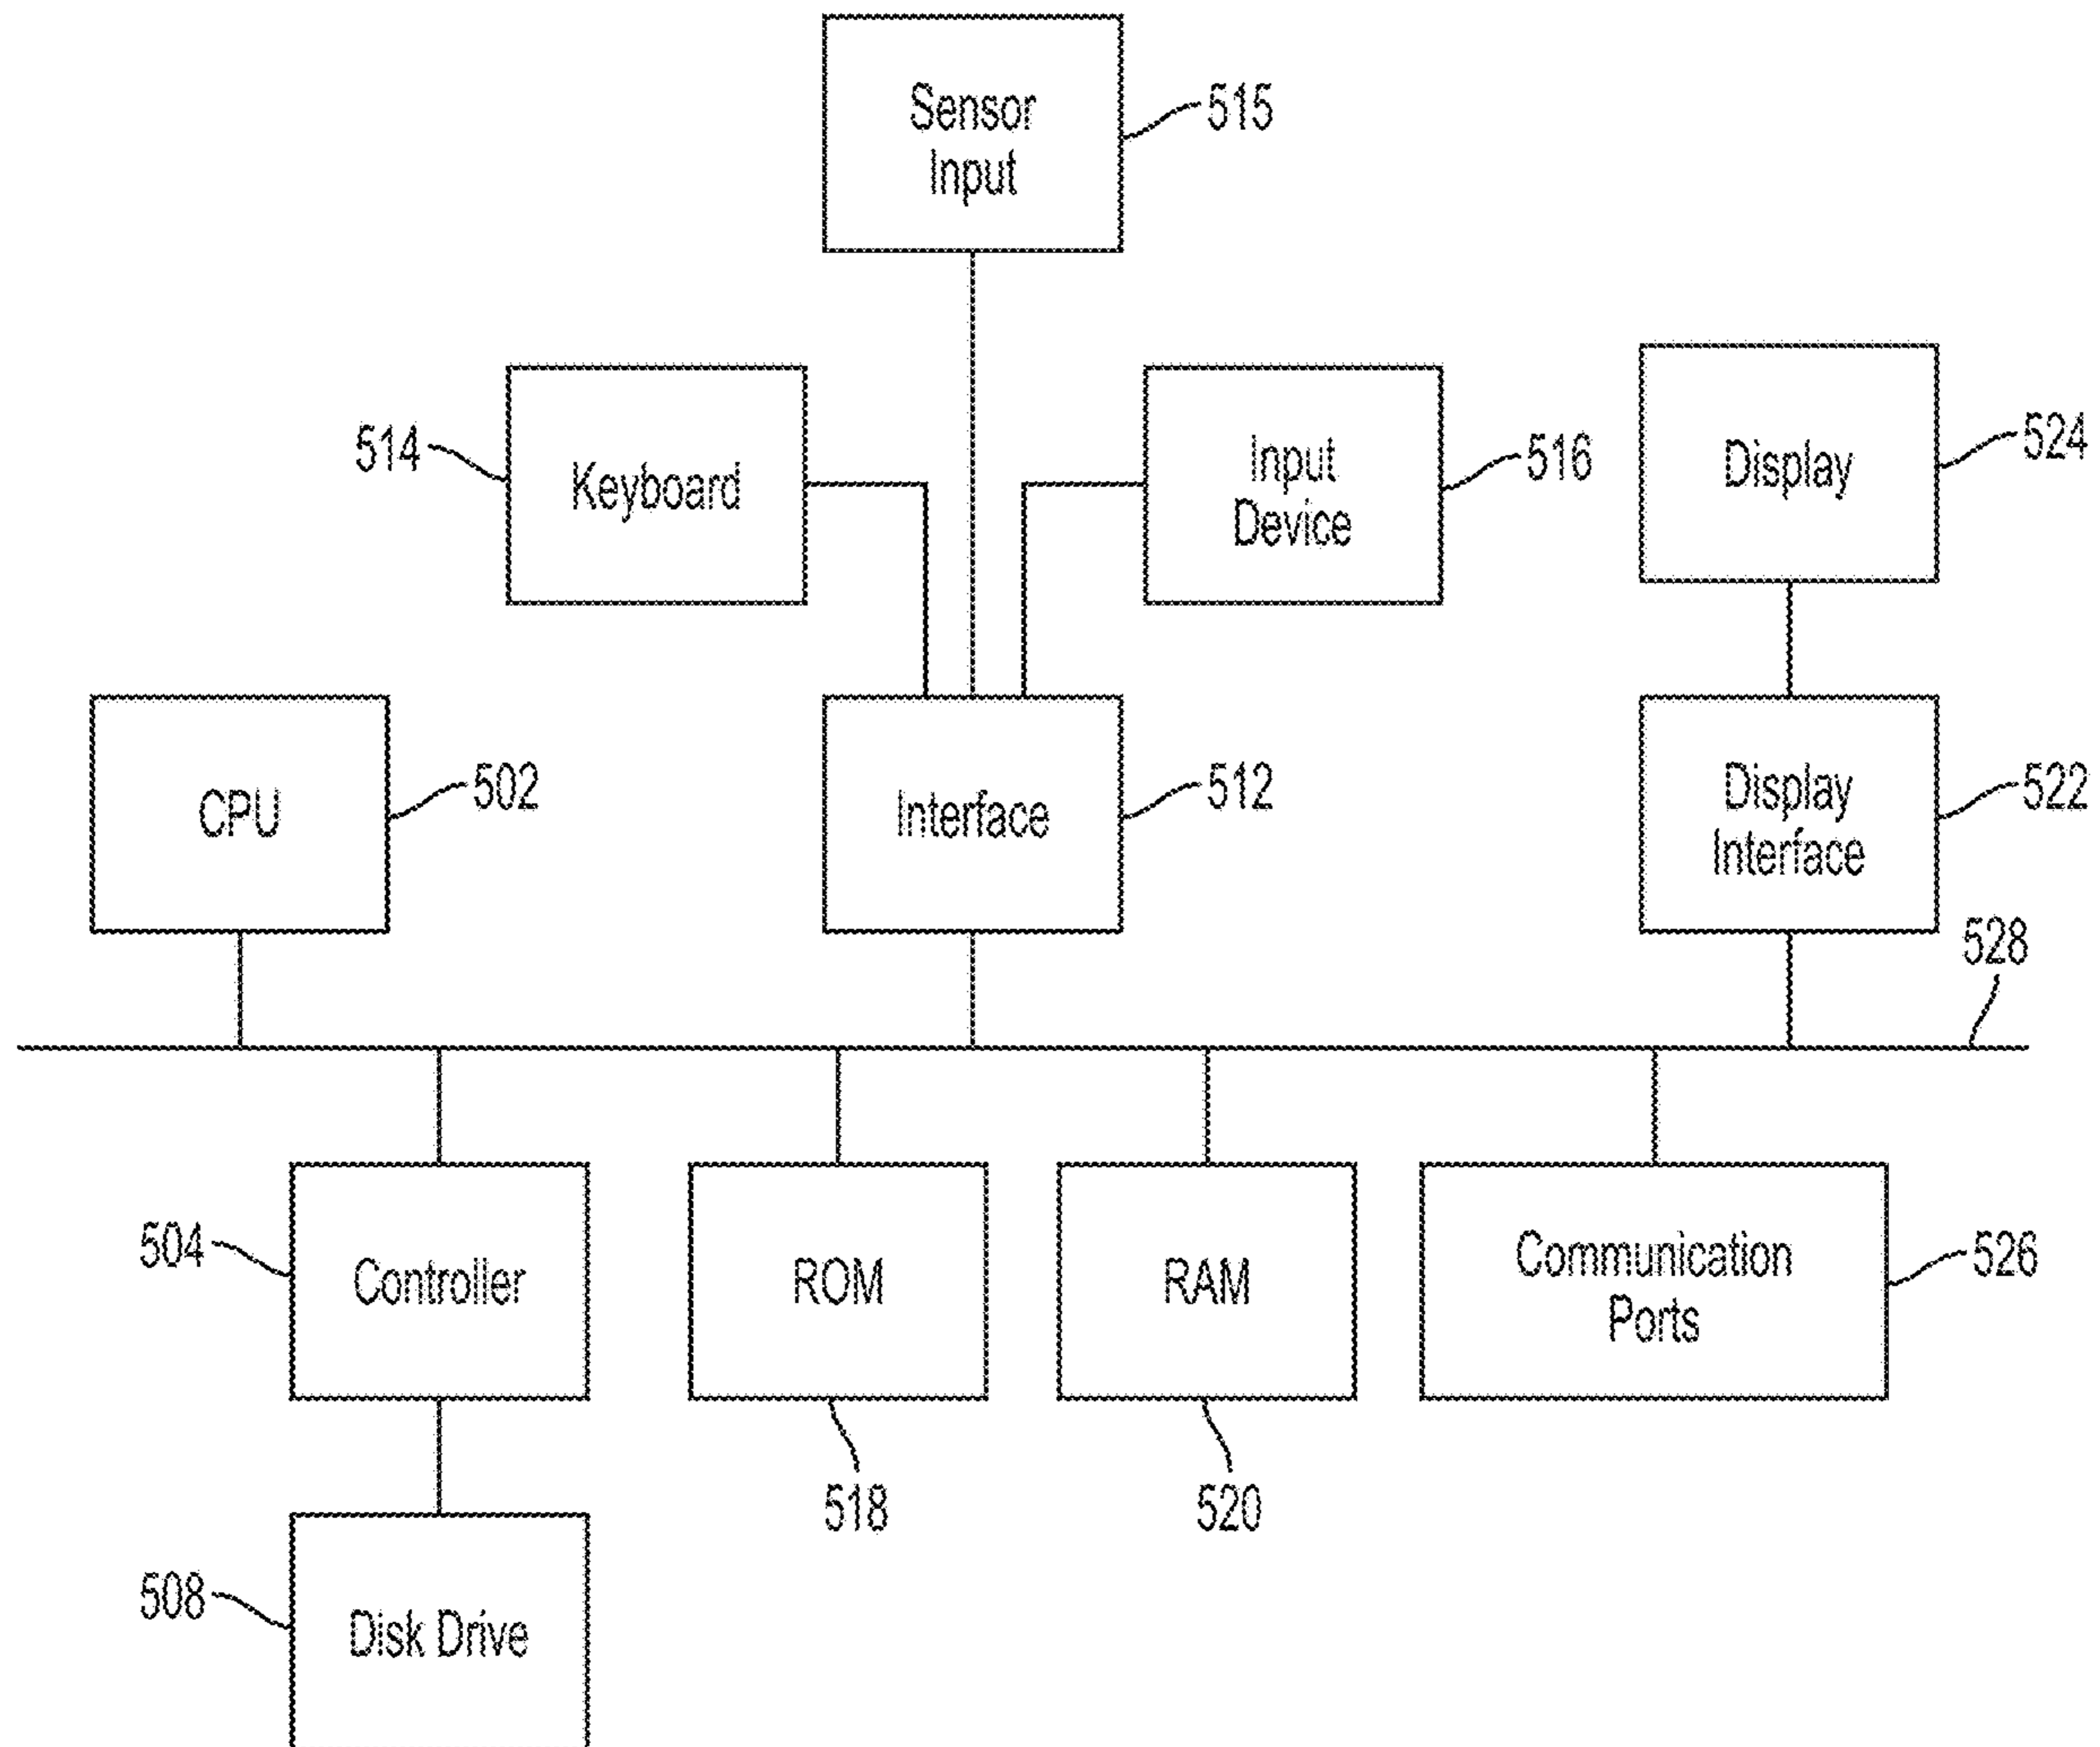 Sensor
Input
515
514
Keyboard
Input
Device
516
Display
524
CPU
502
Interface
512
Display
Interface
522
528
504
Controller
ROM
RAM
Communication
Ports
526
518
520
508
Disk Drive